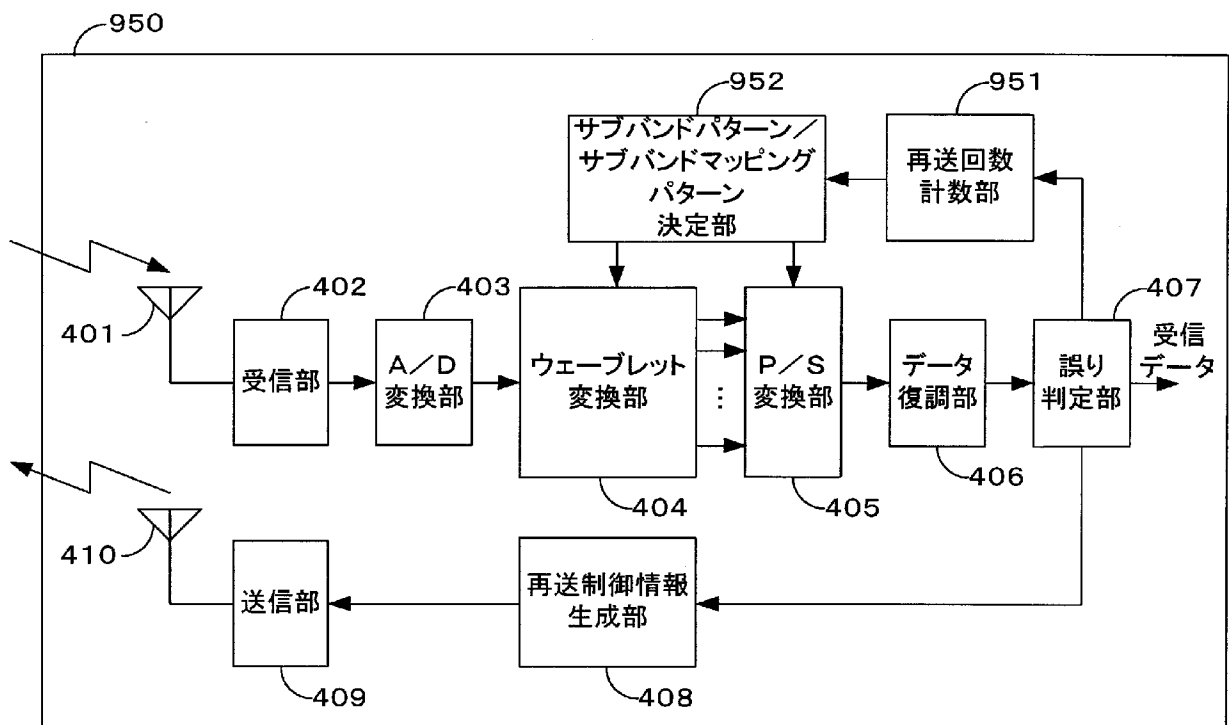 950
952
サブバンドパターン/
サブバンドマッピング
パターン
決定部
951
再送回数
計数部
401
402
受信部
403
A/D
変換部
ウェーブレット
変換部
404
⋮
P/S
変換部
405
データ
復調部
406
407
誤り
判定部
受信
データ
410
送信部
409
再送制御情報
生成部
408